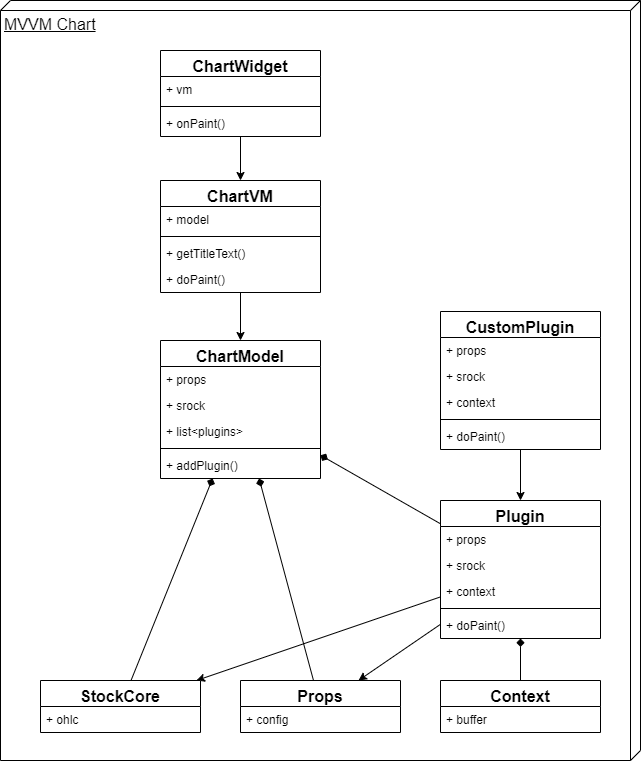 MVVM Chart
ChartWidget
+ vm
+ onPaint()
ChartVM
+ model
+ getTitleText()
+ doPaint()
ChartModel
+ props
+ srock
+ list<plugins>
+ addPlugin()
CustomPlugin
+ props
+ srock
+ context
+ doPaint()
Plugin
+ props
+ srock
+ context
+ doPaint()
StockCore
+ ohlc
Props
+ config
Context
+ buffer